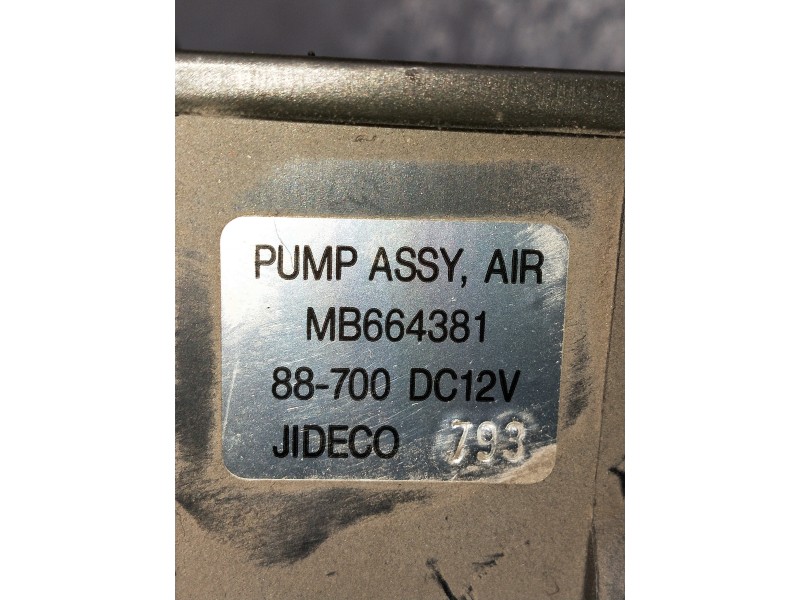 PUMP ASSY, AIR
MB664381
88-700 DC12V
JIDECO 793